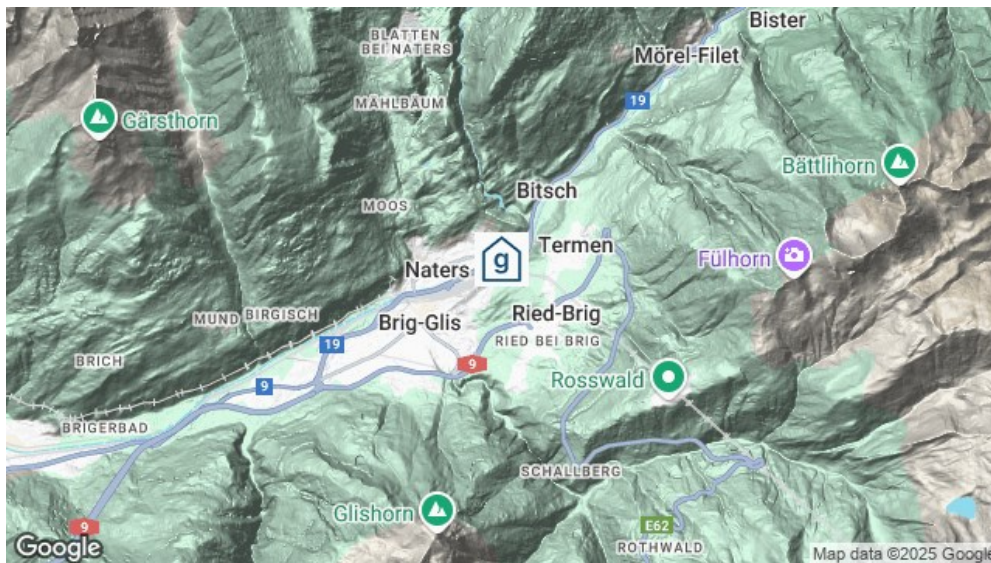 Bister
BLATTEN
BEI NATERS
Mörel-Filet
19
MÄHLBAUM
Gärsthorn
Bättlihorn
Bitsch
MOOS
Termen
g
Fülhorn
Naters
Ried-Brig
MUND
BIRGISCH
Brig-Glis
RIED BEI BRIG
19
BRICH
9
Rosswald
9
BRIGERBAD
SCHALLBERG
Glishorn
9
E62
ROTHWALD
Google
Map data ©2025 Google